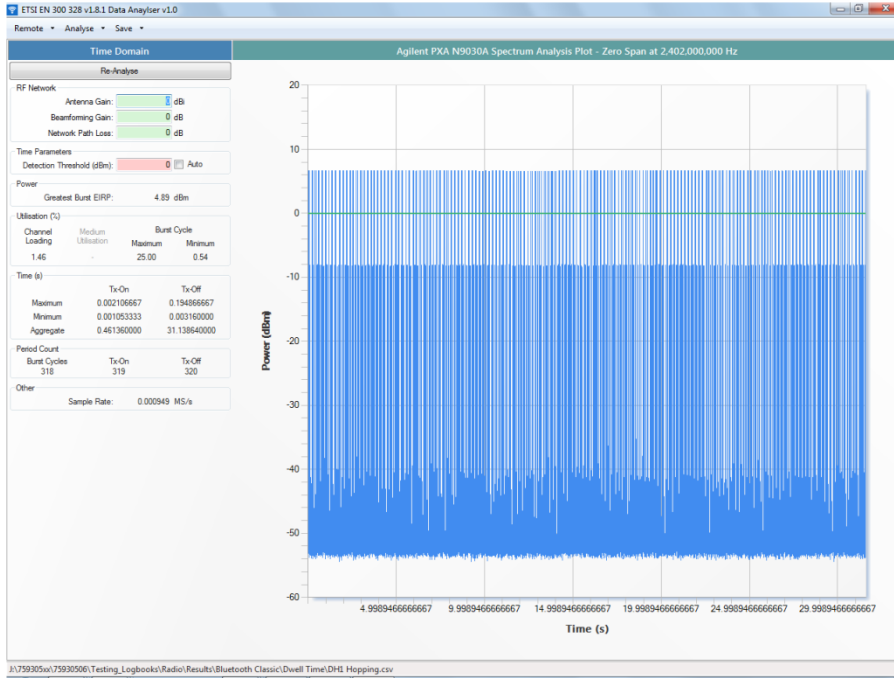 ETSI EN 300 328 v1.8.1 Data Anaylser v1.0
Remote Analyse Save
Time Domain
Agilent PXA N9030A Spectrum Analysis Plot - Zero Span at 2,402,000,000 Hz
Re-Analyse
RF Network
Antenna Gain: 0 dBi
Beamforming Gain: 0 dB
Network Path Loss: 0 dB
Time Parameters
Detection Threshold (dBm): 0 Auto
Power
Greatest Burst EIRP: 4.89 dBm
Utilisation (%)
Channel Loading Medium Utilisation Burst Cycle
Maximum Minimum
1.46 - 25.00 0.54
Time (s)
Tx-On Tx-Off
Maximum 0.002106667 0.194866667
Minimum 0.001053333 0.003160000
Aggregate 0.461360000 31.138640000
Period Count
Burst Cycles Tx-On Tx-Off
318 319 320
Other
Sample Rate: 0.000949 MS/s
20
10
0
-10
-20
-30
-40
-50
-60
Power (dBm)
4.9989466666667 9.9989466666667 14.9989466666667 19.9989466666667 24.9989466666667 29.9989466666667
Time (s)
J:\759305xx\75930506\Testing_Logbooks\Radio\Results\Bluetooth Classic\Dwell Time\DH1 Hopping.csv